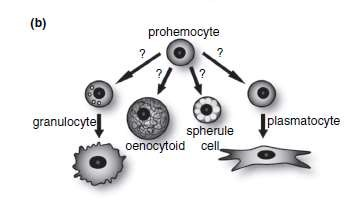 (b)
prohemocyte
? ?
? ?
granulocyte
plasmatocyte
oenocytoid
spherule
cell